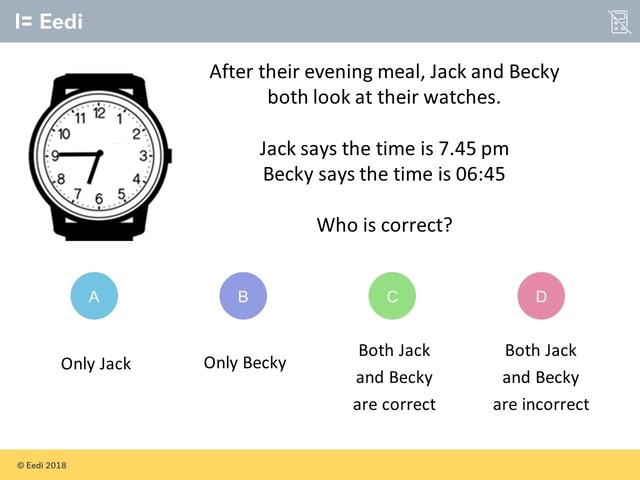 I= Eedi
After their evening meal, Jack and Becky
both look at their watches.
Jack says the time is 7.45 pm
Becky says the time is 06:45
Who is correct?
12
11
1
10
2
9
3
8
4
7
5
6
A
B
C
D
Only Jack
Only Becky
Both Jack
and Becky
are correct
Both Jack
and Becky
are incorrect
© Eedi 2018